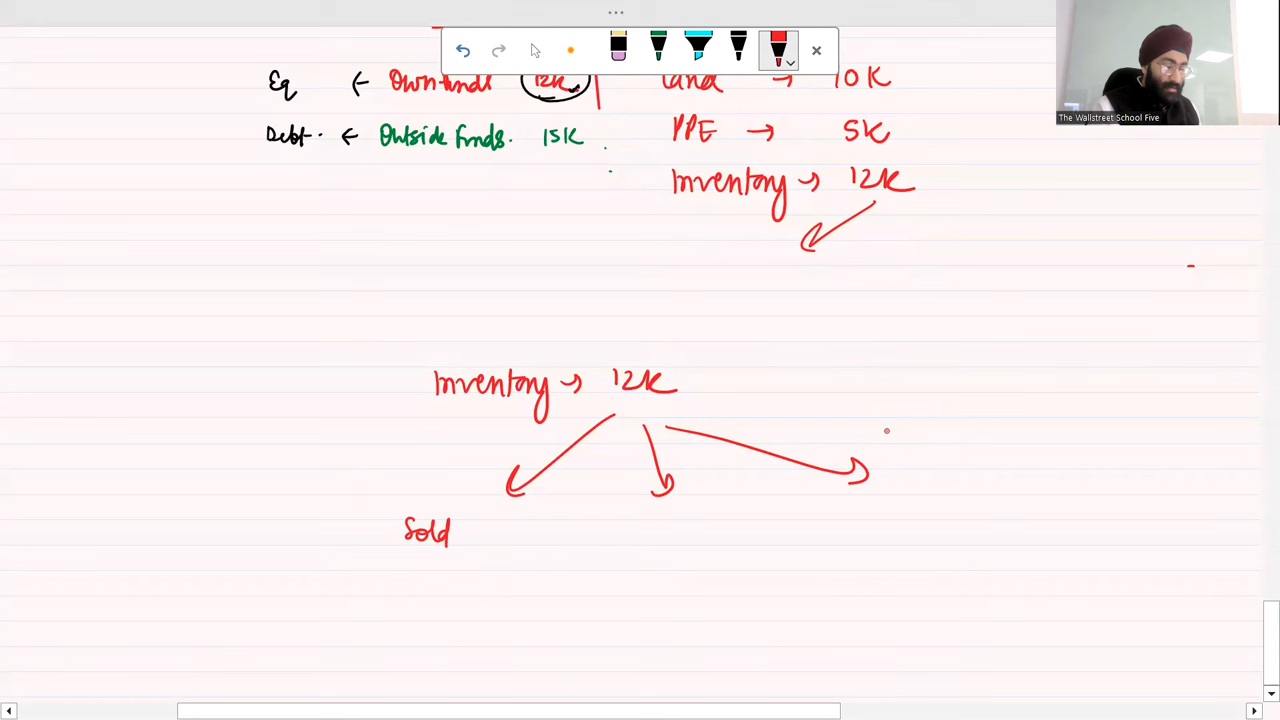 Eq ← Own funds 12K
Land → 10K
Debt. ← Outside Funds. 15K
PPE → 5K
Inventory → 12K
Inventory → 12K
Sold
The Wallstreet School Five